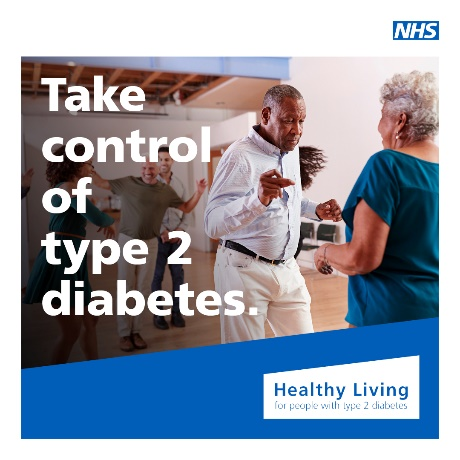 NHS
Take
control
of
type 2
diabetes.
Healthy Living
for people with type 2 diabetes